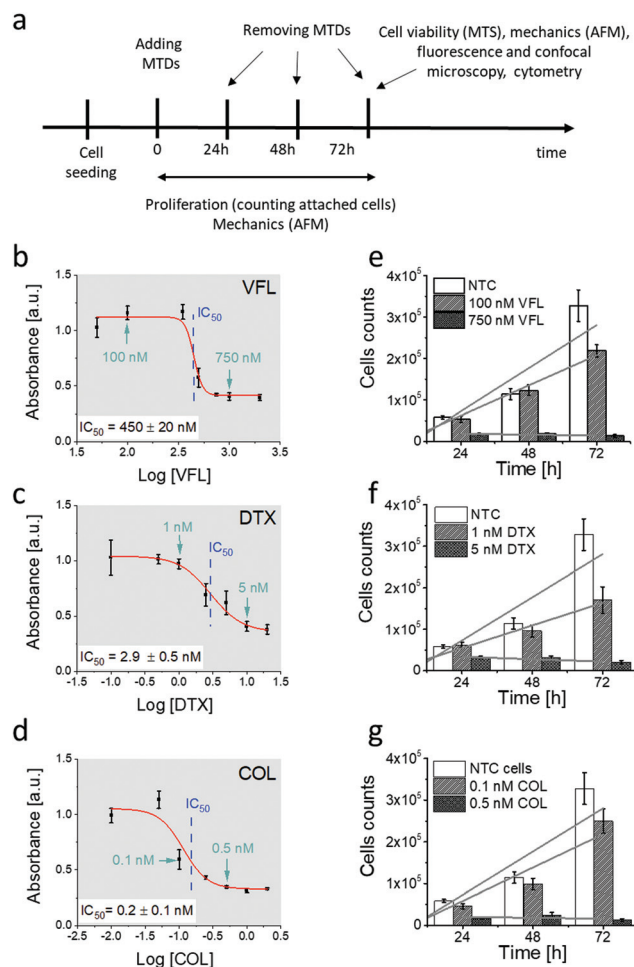 a
Adding
MTDs
Removing MTDs
Cell viability (MTS), mechanics (AFM),
fluorescence and confocal
microscopy, cytometry
Cell
seeding
0
24h
48h
72h
time
Proliferation (counting attached cells)
Mechanics (AFM)
b
Absorbance [a.u.]
1.5
1.0
0.5
0.0
VFL
IC50
100 nM
750 nM
IC50 = 450 ± 20 nM
1.5 2.0 2.5 3.0 3.5
Log [VFL]
e
Cells counts
4x10^5
3x10^5
2x10^5
1x10^5
0
NTC
100 nM VFL
750 nM VFL
24 48 72
Time [h]
c
Absorbance [a.u.]
1.5
1.0
0.5
0.0
DTX
1 nM
IC50
5 nM
IC50 = 2.9 ± 0.5 nM
-1.5 -1.0 -0.5 0.0 0.5 1.0 1.5
Log [DTX]
f
Cells counts
4x10^5
3x10^5
2x10^5
1x10^5
0
NTC
1 nM DTX
5 nM DTX
24 48 72
Time [h]
d
Absorbance [a.u.]
1.5
1.0
0.5
0.0
COL
IC50
0.1 nM
0.5 nM
IC50= 0.2 ± 0.1 nM
-2.0 -1.5 -1.0 -0.5 0.0 0.5
Log [COL]
g
Cells counts
4x10^5
3x10^5
2x10^5
1x10^5
0
NTC cells
0.1 nM COL
0.5 nM COL
24 48 72
Time [h]